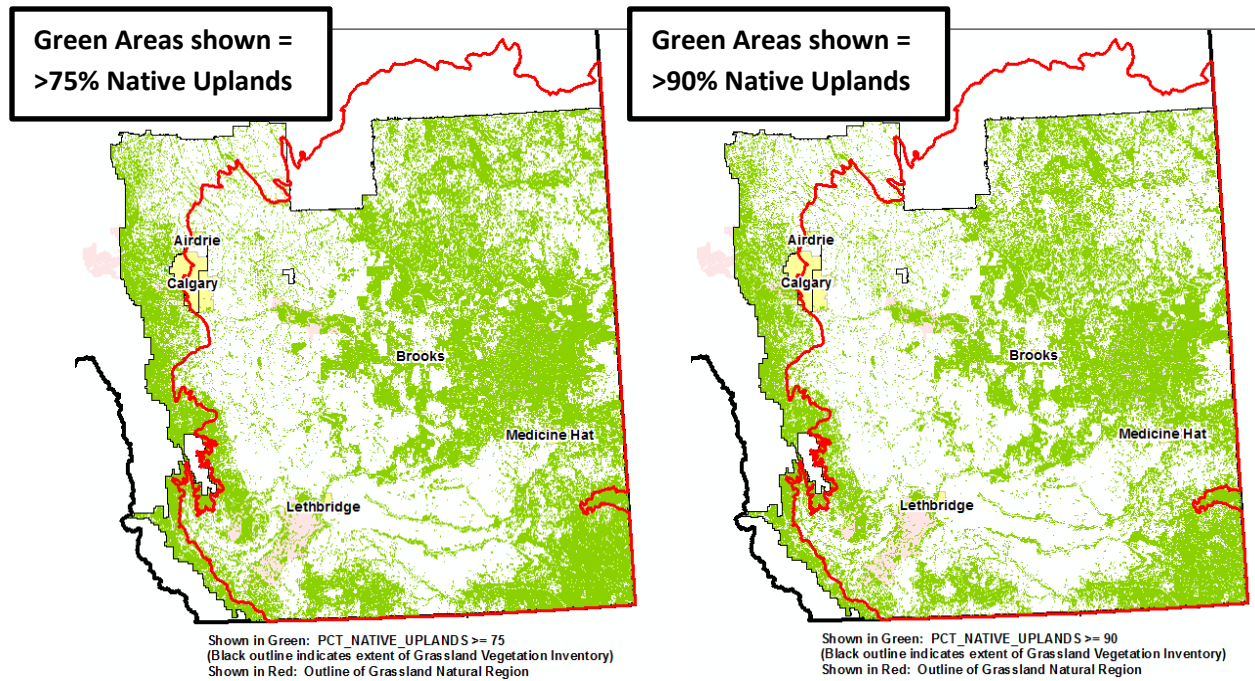 Green Areas shown =
>75% Native Uplands
Airdrie
Calgary
Brooks
Medicine Hat
Lethbridge
Shown in Green: PCT_NATIVE_UPLANDS >= 75
(Black outline indicates extent of Grassland Vegetation Inventory)
Shown in Red: Outline of Grassland Natural Region
Green Areas shown =
>90% Native Uplands
Airdrie
Calgary
Brooks
Medicine Hat
Lethbridge
Shown in Green: PCT_NATIVE_UPLANDS >= 90
(Black outline indicates extent of Grassland Vegetation Inventory)
Shown in Red: Outline of Grassland Natural Region